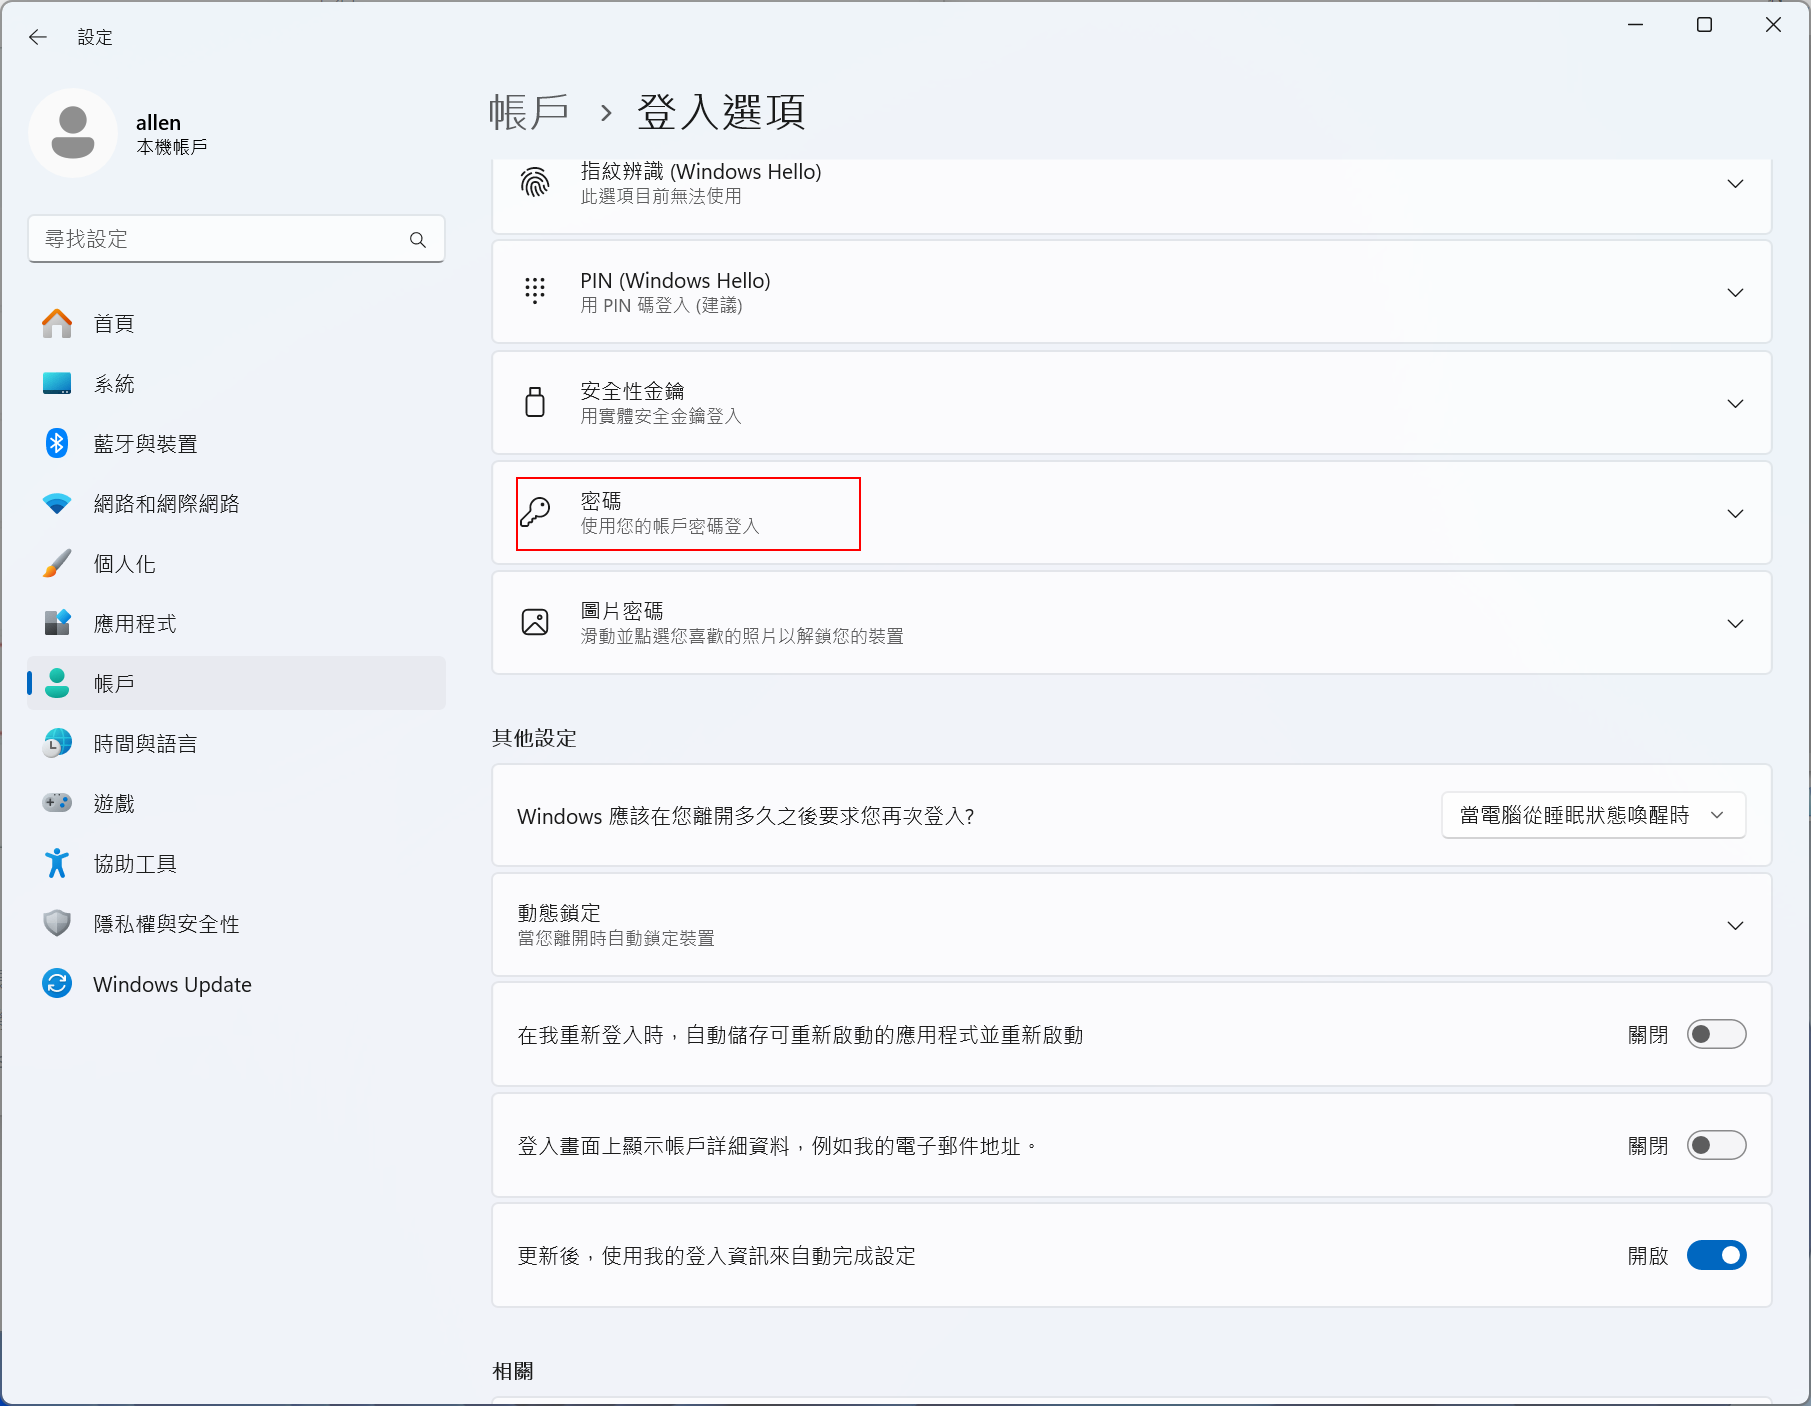 設定
allen
本機帳戶
尋找設定
首頁
系統
藍牙與裝置
網路和網際網路
個人化
應用程式
帳戶
時間與語言
遊戲
協助工具
隱私權與安全性
Windows Update
帳戶 › 登入選項
指紋辨識 (Windows Hello)
此選項目前無法使用
PIN (Windows Hello)
用 PIN 碼登入 (建議)
安全性金鑰
用實體安全金鑰登入
密碼
使用您的帳戶密碼登入
圖片密碼
滑動並點選您喜歡的照片以解鎖您的裝置
其他設定
Windows 應該在您離開多久之後要求您再次登入?
當電腦從睡眠狀態喚醒時
動態鎖定
當您離開時自動鎖定裝置
在我重新登入時，自動儲存可重新啟動的應用程式並重新啟動
關閉
登入畫面上顯示帳戶詳細資料，例如我的電子郵件地址。
關閉
更新後，使用我的登入資訊來自動完成設定
開啟
相關